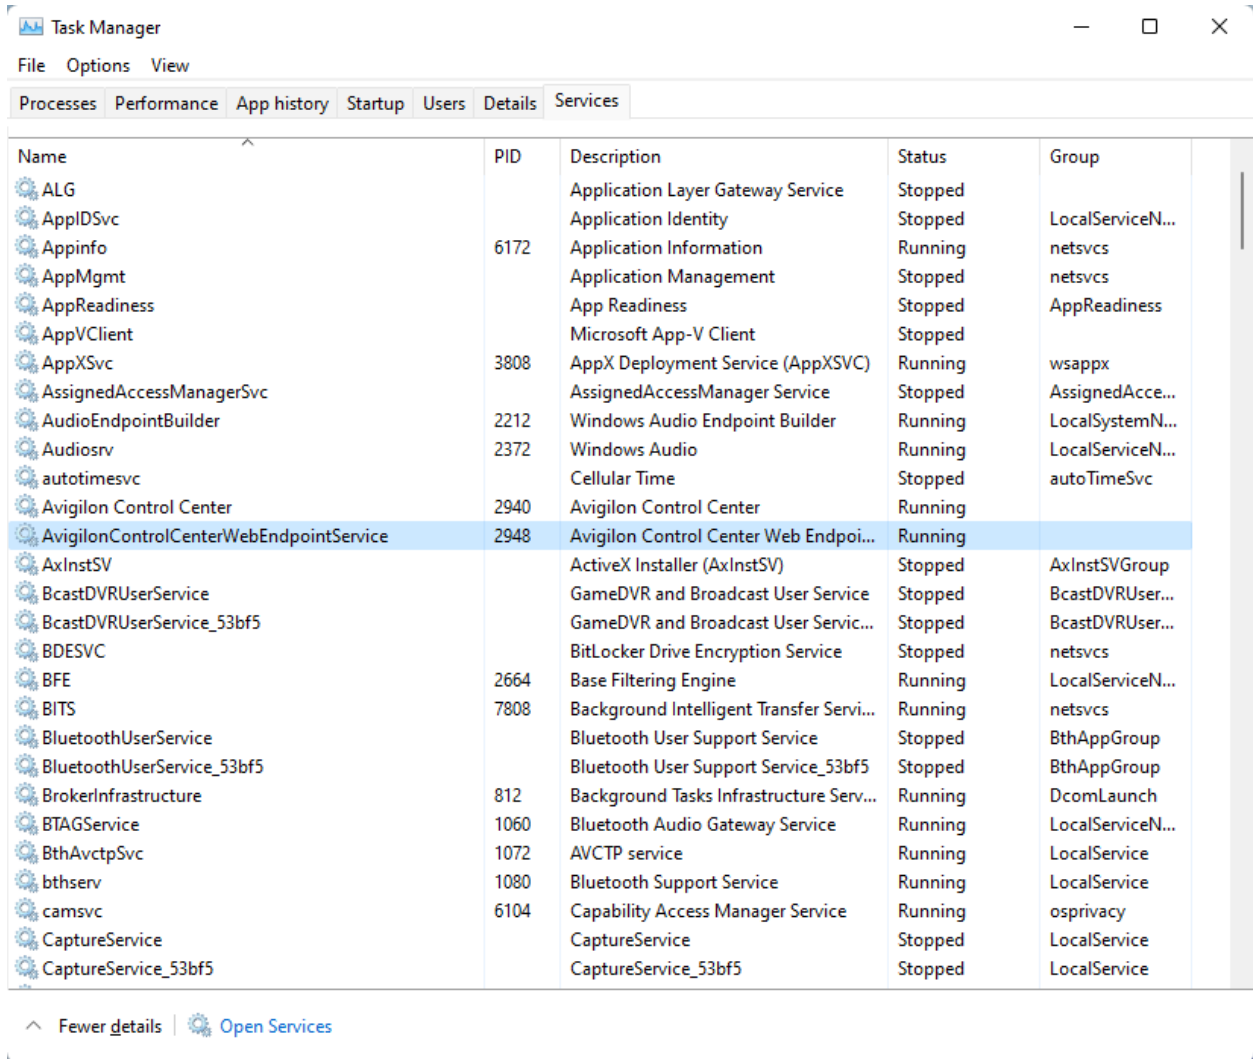 Task Manager
File Options View
Processes Performance App history Startup Users Details Services
Name PID Description Status Group
ALG Application Layer Gateway Service Stopped
AppIDSvc Application Identity Stopped LocalServiceN...
Appinfo 6172 Application Information Running netsvcs
AppMgmt Application Management Stopped netsvcs
AppReadiness App Readiness Stopped AppReadiness
AppVClient Microsoft App-V Client Stopped
AppXSvc 3808 AppX Deployment Service (AppXSVC) Running wsappx
AssignedAccessManagerSvc AssignedAccessManager Service Stopped AssignedAcce...
AudioEndpointBuilder 2212 Windows Audio Endpoint Builder Running LocalSystemN...
Audiosrv 2372 Windows Audio Running LocalServiceN...
autotimesvc Cellular Time Stopped autoTimeSvc
Avigilon Control Center 2940 Avigilon Control Center Running
AvigilonControlCenterWebEndpointService 2948 Avigilon Control Center Web Endpoi... Running
AxInstSV ActiveX Installer (AxInstSV) Stopped AxInstSVGroup
BcastDVRUserService GameDVR and Broadcast User Service Stopped BcastDVRUser...
BcastDVRUserService_53bf5 GameDVR and Broadcast User Servic... Stopped BcastDVRUser...
BDESVC BitLocker Drive Encryption Service Stopped netsvcs
BFE 2664 Base Filtering Engine Running LocalServiceN...
BITS 7808 Background Intelligent Transfer Servi... Running netsvcs
BluetoothUserService Bluetooth User Support Service Stopped BthAppGroup
BluetoothUserService_53bf5 Bluetooth User Support Service_53bf5 Stopped BthAppGroup
BrokerInfrastructure 812 Background Tasks Infrastructure Serv... Running DcomLaunch
BTAGService 1060 Bluetooth Audio Gateway Service Running LocalServiceN...
BthAvctpSvc 1072 AVCTP service Running LocalService
bthserv 1080 Bluetooth Support Service Running LocalService
camsvc 6104 Capability Access Manager Service Running osprivacy
CaptureService CaptureService Stopped LocalService
CaptureService_53bf5 CaptureService_53bf5 Stopped LocalService
Fewer details Open Services